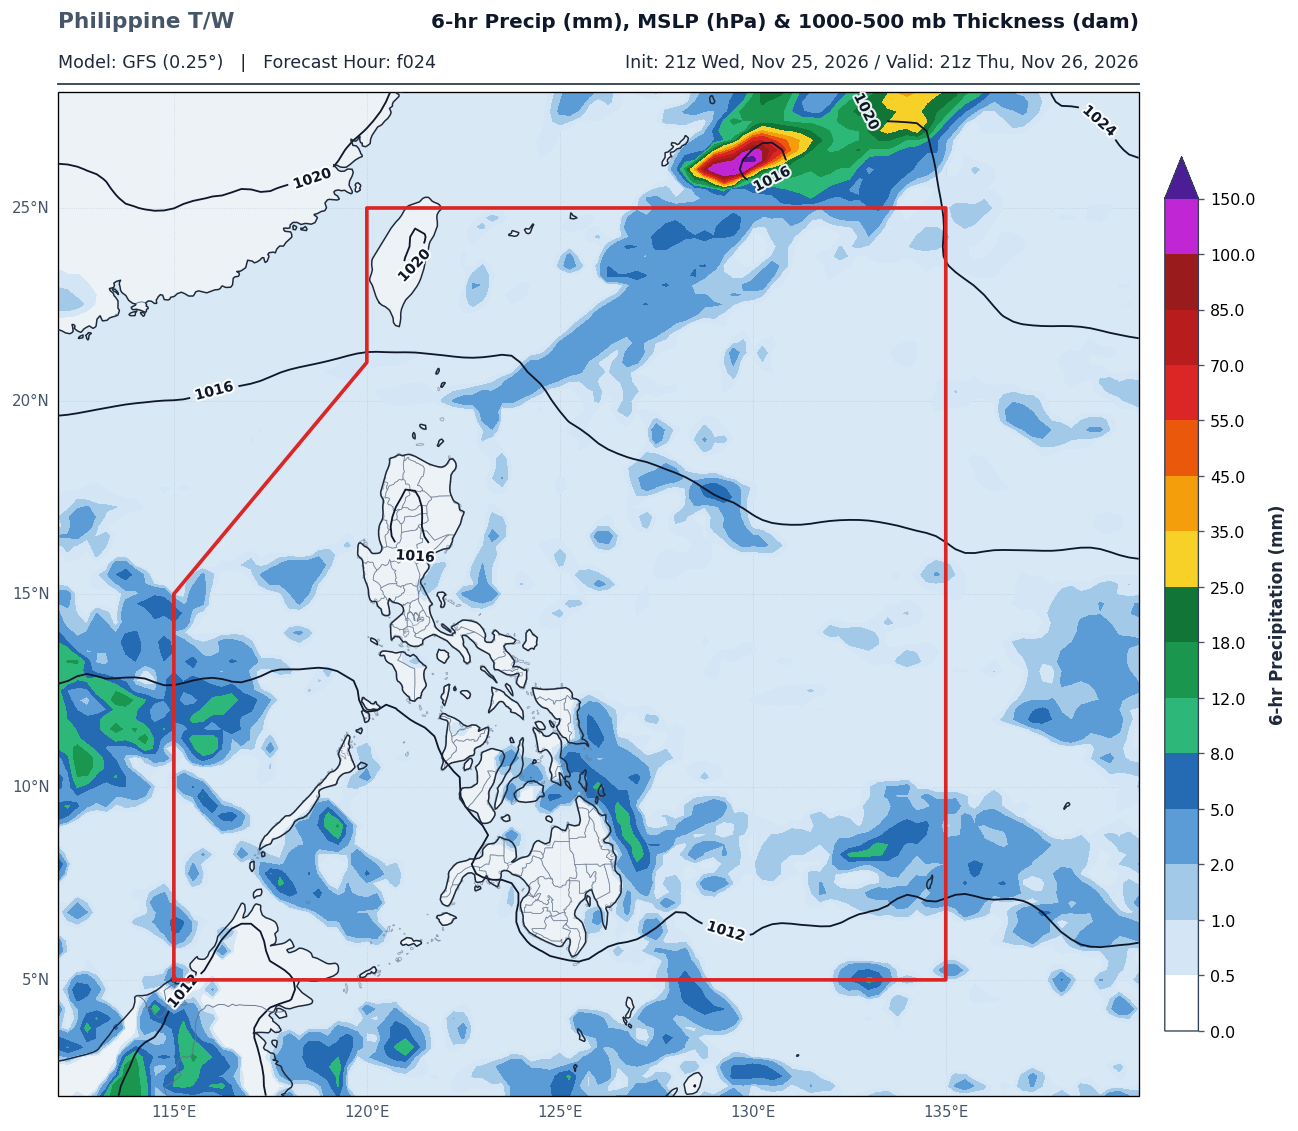 Philippine T/W
6-hr Precip (mm), MSLP (hPa) & 1000-500 mb Thickness (dam)
Model: GFS (0.25°) | Forecast Hour: f024
Init: 21z Wed, Nov 25, 2026 / Valid: 21z Thu, Nov 26, 2026
1020
1024
1020
1016
1020
1016
1016
1012
1012
25°N
20°N
15°N
10°N
5°N
115°E
120°E
125°E
130°E
135°E
150.0
100.0
85.0
70.0
55.0
45.0
35.0
25.0
18.0
12.0
8.0
5.0
2.0
1.0
0.5
0.0
6-hr Precipitation (mm)